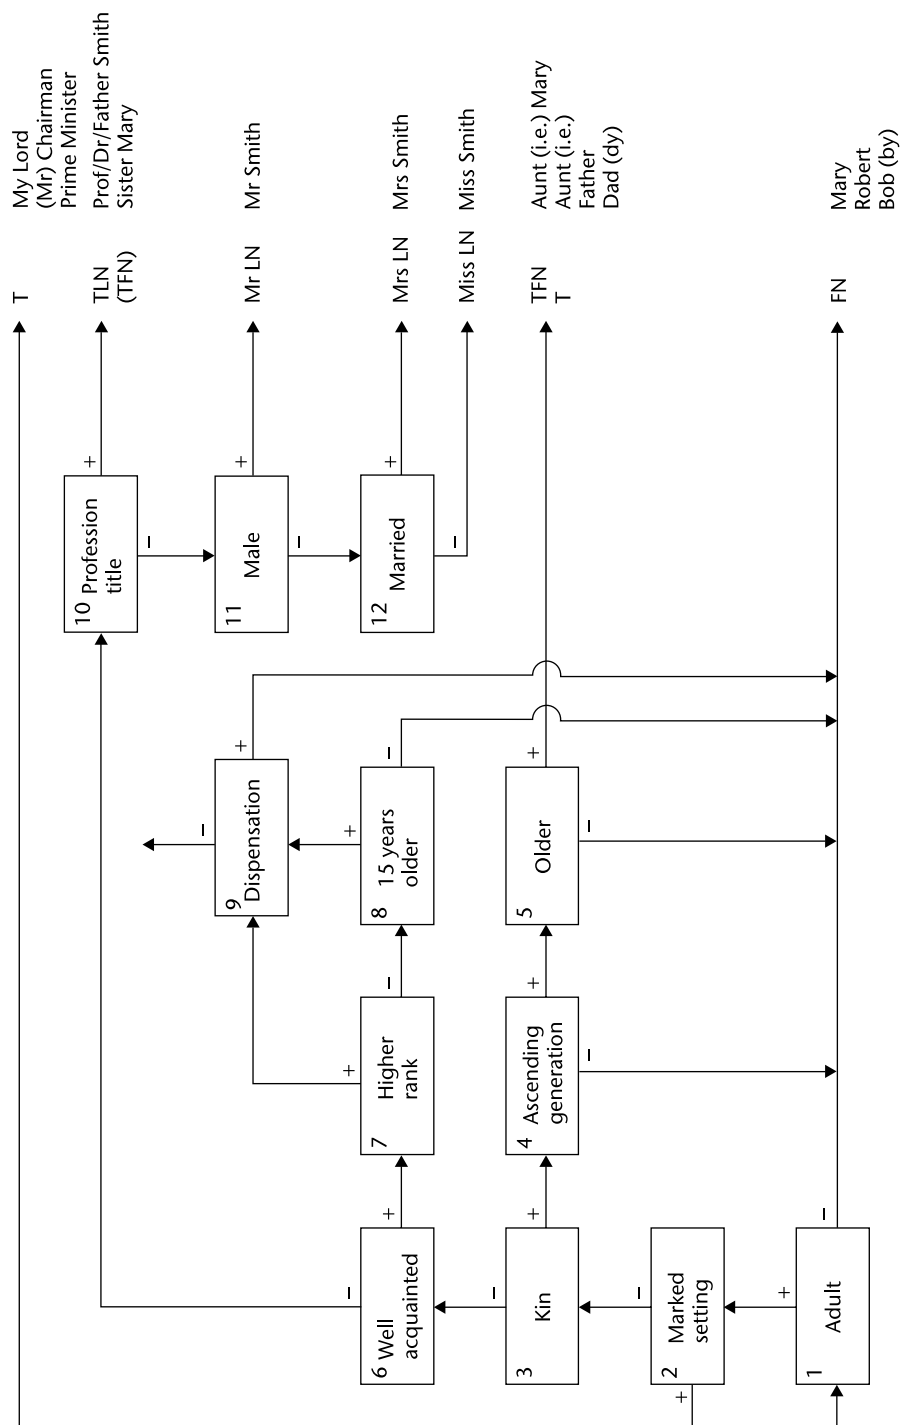 My Lord
(Mr) Chairman
Prime Minister
T
Prof/Dr/Father Smith
Sister Mary
TLN
(TFN)
Mr Smith
Mr LN
Mrs Smith
Mrs LN
Miss Smith
Miss LN
Aunt (i.e.) Mary
Aunt (i.e.)
Father
Dad (dy)
TFN
T
Mary
Robert
Bob (by)
FN
+
10 Profession
title
–
+
11 Male
–
+
12 Married
–
+
9 Dispensation
–
–
8 15 years
older
+
+
5 Older
–
–
7 Higher
rank
+
+
4 Ascending
generation
–
+
6 Well
acquainted
–
+
3 Kin
–
–
2 Marked
setting
+
–
1 Adult
+